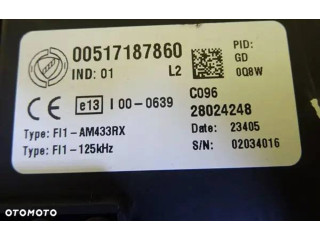 00517187860
PID:
GD
0Q8W
IND: 01
L2
CE e13 I 00-0639
C096
28024248
Type: FI1-AM433RX
Date: 23405
Type: FI1-125kHz
S/N: 02034016
OTOMOTO